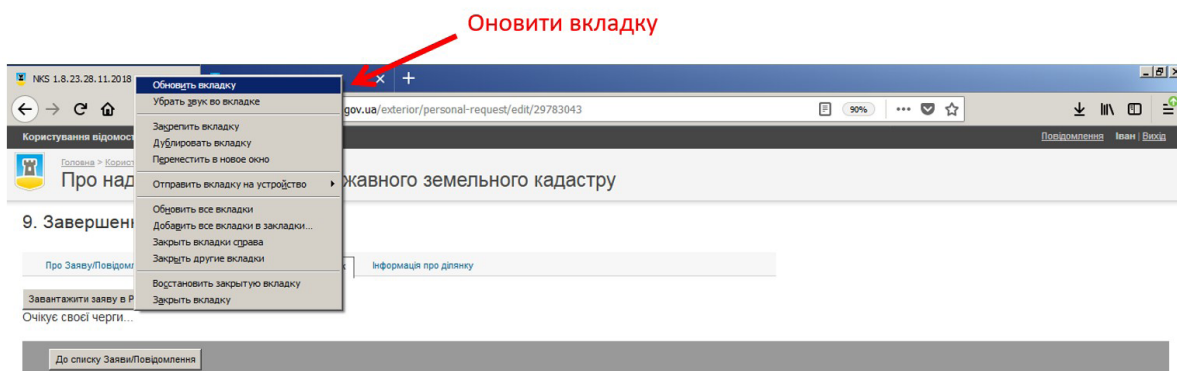 Оновити вкладку
NKS 1.8.23.28.11.2018
Обновить вкладку
Убрать звук во вкладке
Закрепить вкладку
Дублировать вкладку
Переместить в новое окно
Отправить вкладку на устройство
Обновить все вкладки
Добавить все вкладки в закладки...
Закрыть вкладки справа
Закрыть другие вкладки
Восстановить закрытую вкладку
Закрыть вкладку
gov.ua/exterior/personal-request/edit/29783043
90%
Користування відомост
Повідомлення Іван | Вихід
Головна > Корист
Про над жавного земельного кадастру
9. Завершен
Про Заяву/Повідомл
Інформація про ділянку
Завантажити заяву в P
Очікує своєї черги...
До списку Заяви/Повідомлення